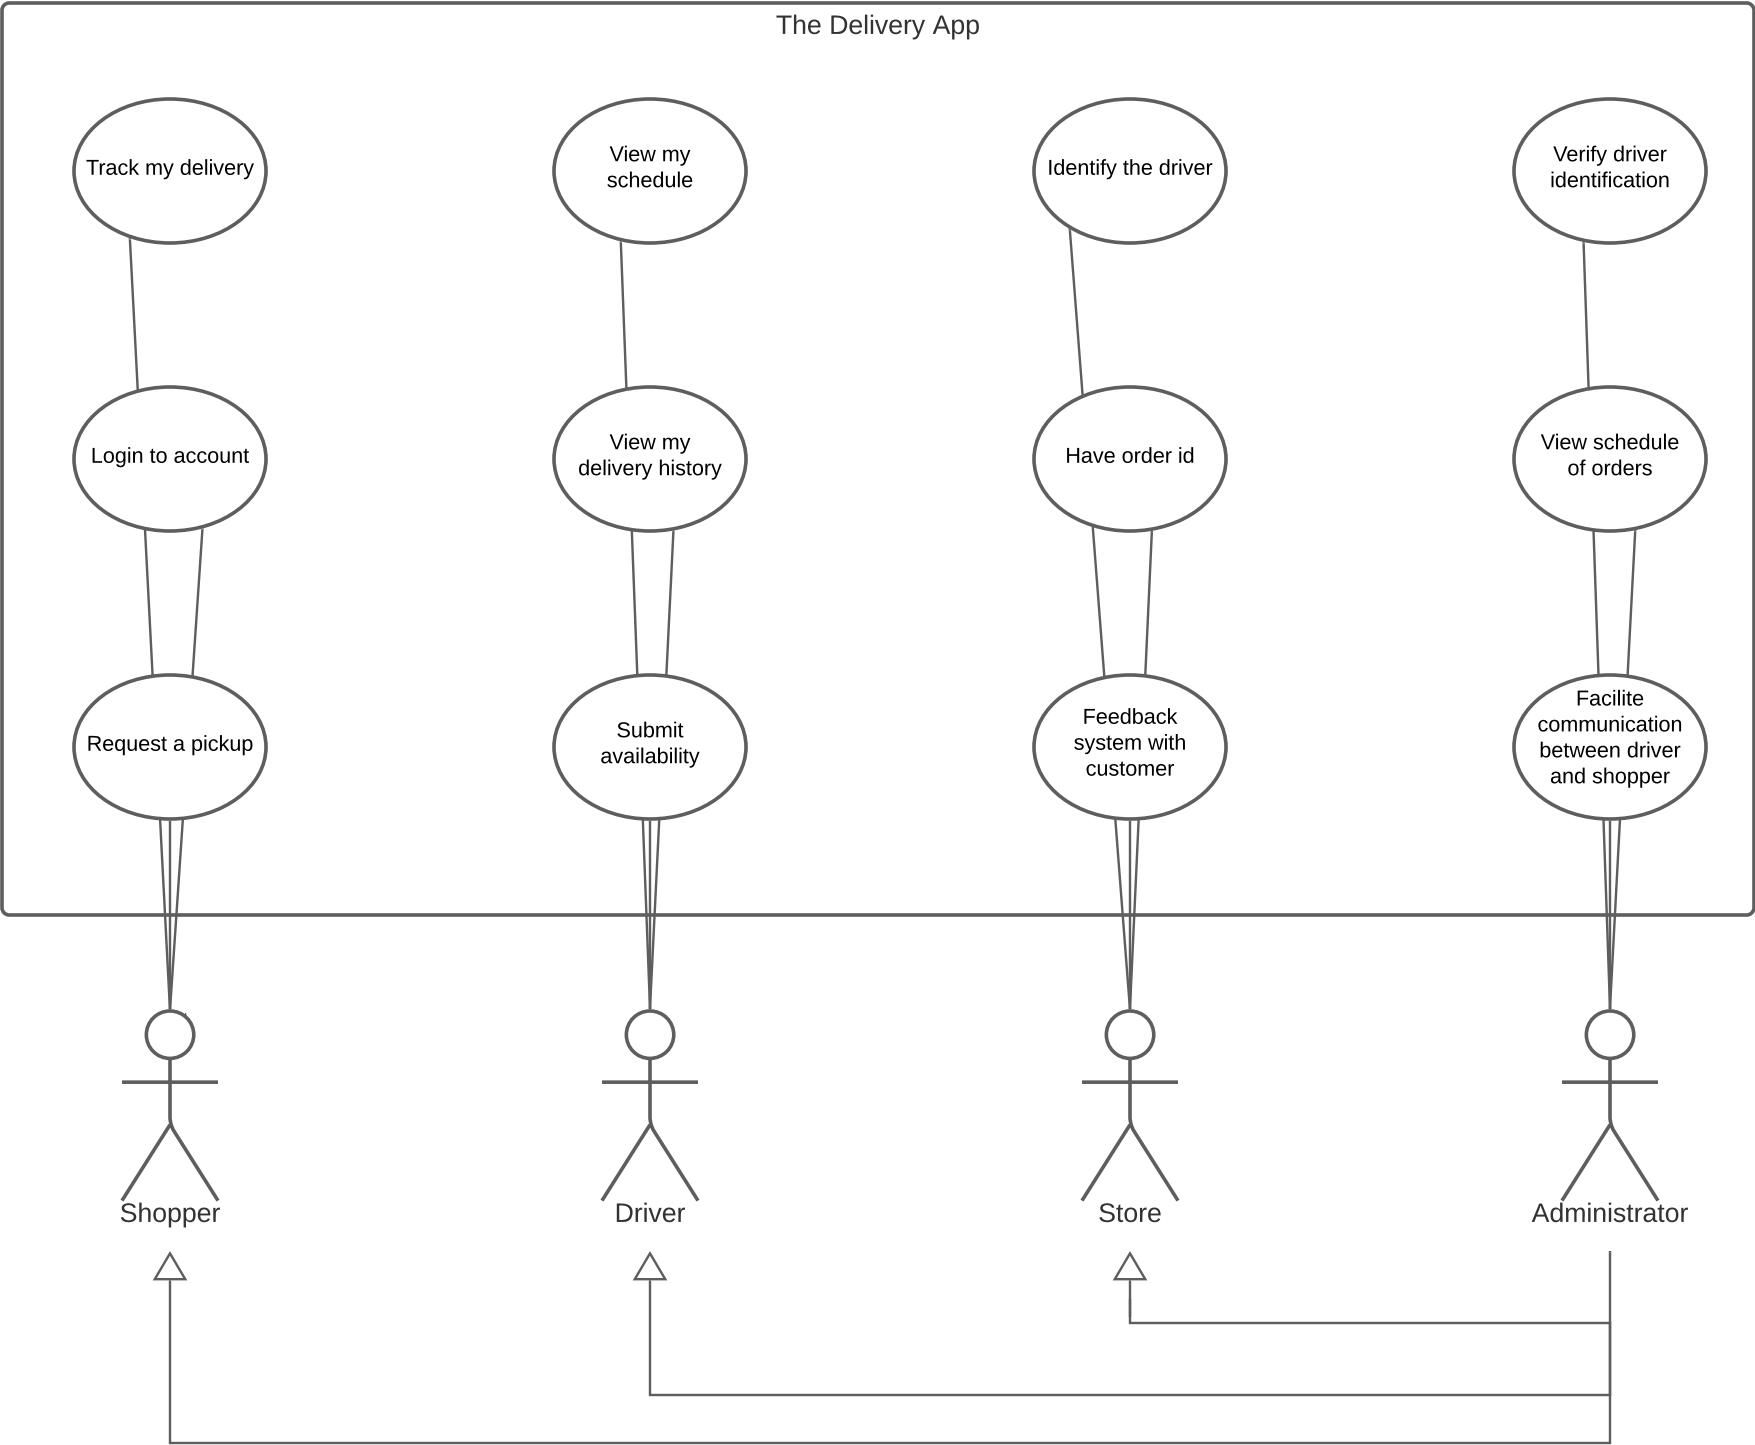 The Delivery App
Track my delivery
View my
schedule
Identify the driver
Verify driver
identification
Login to account
View my
delivery history
Have order id
View schedule
of orders
Request a pickup
Submit
availability
Feedback
system with
customer
Facilite
communication
between driver
and shopper
Shopper
Driver
Store
Administrator